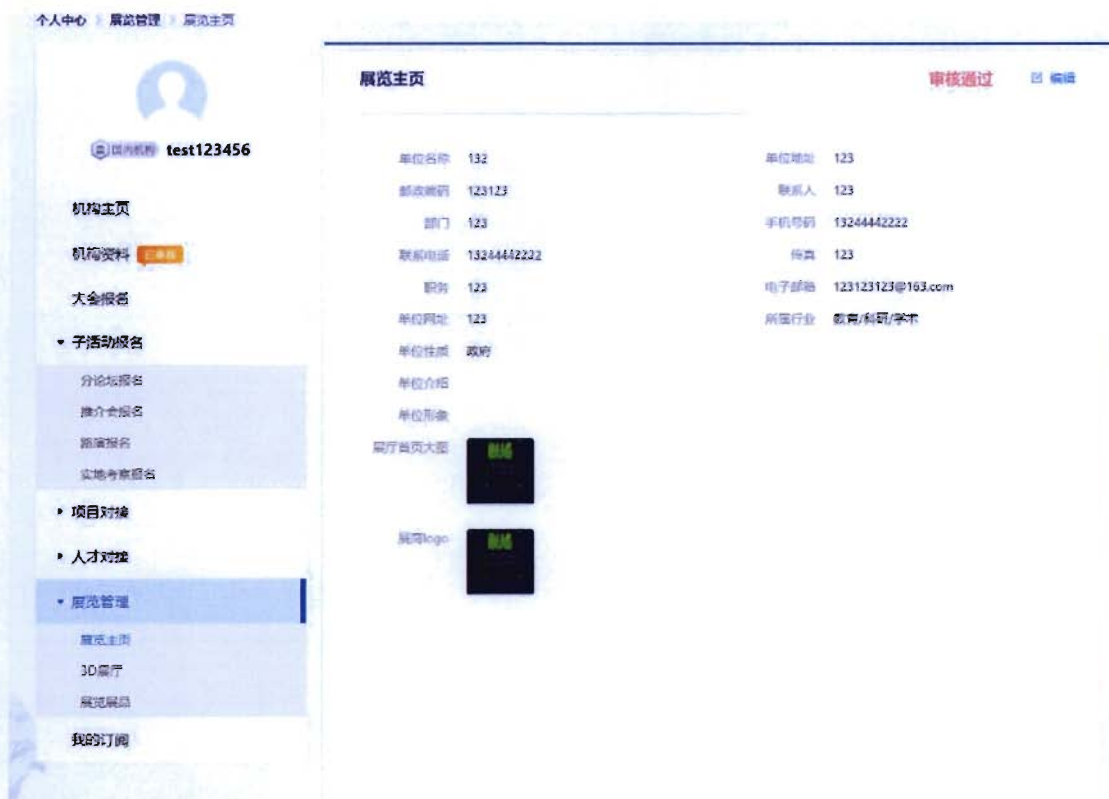 个人中心 展览管理 展览主页
国内机构 test123456
机构主页
机构资料 已审核
大会报名
子活动报名
分论坛报名
推介会报名
路演报名
实地考察报名
项目对接
人才对接
展览管理
展览主页
3D展厅
展览展品
我的订阅
展览主页 审核通过 编辑
单位名称 132 单位地址 123
邮政编码 123123 联系人 123
部门 123 手机号码 13244442222
联系电话 13244442222 传真 123
职务 123 电子邮箱 123123123@163.com
单位网址 123 所属行业 教育/科研/学术
单位性质 政府
单位介绍
单位形象
展厅首页大图
展商logo